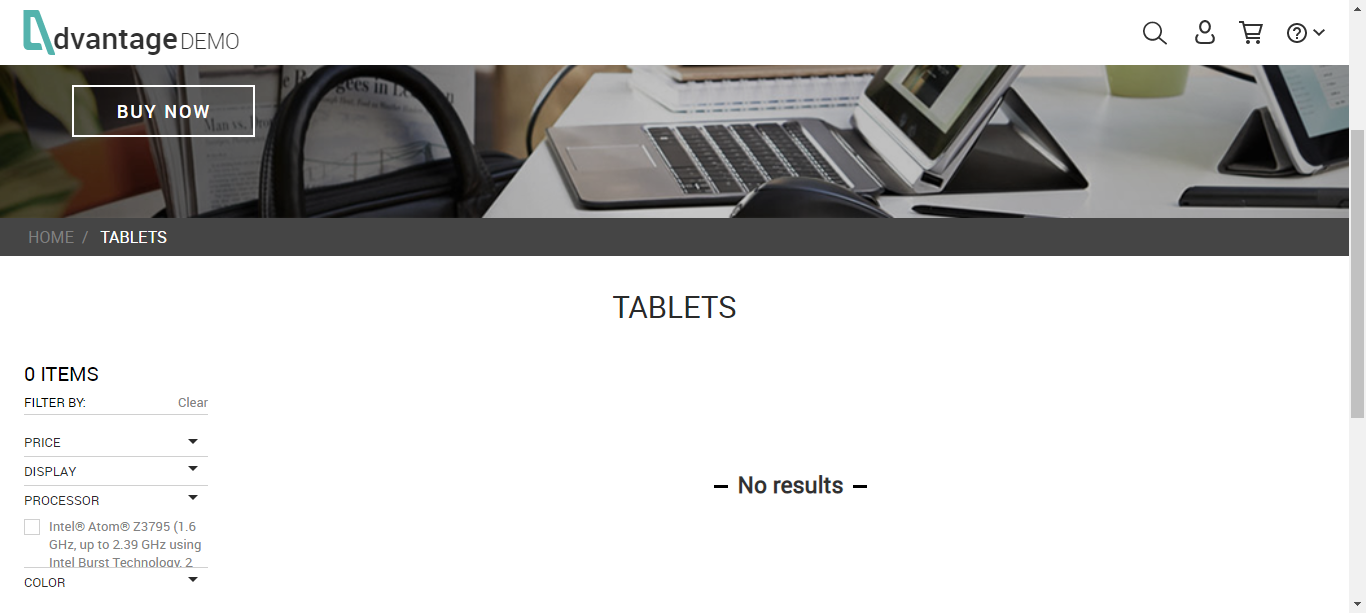 dvantage DEMO
BUY NOW
HOME / TABLETS
TABLETS
0 ITEMS
FILTER BY: Clear
PRICE
DISPLAY
PROCESSOR
Intel® Atom® Z3795 (1.6
GHz, up to 2.39 GHz using
Intel Burst Technology, 2
COLOR
No results